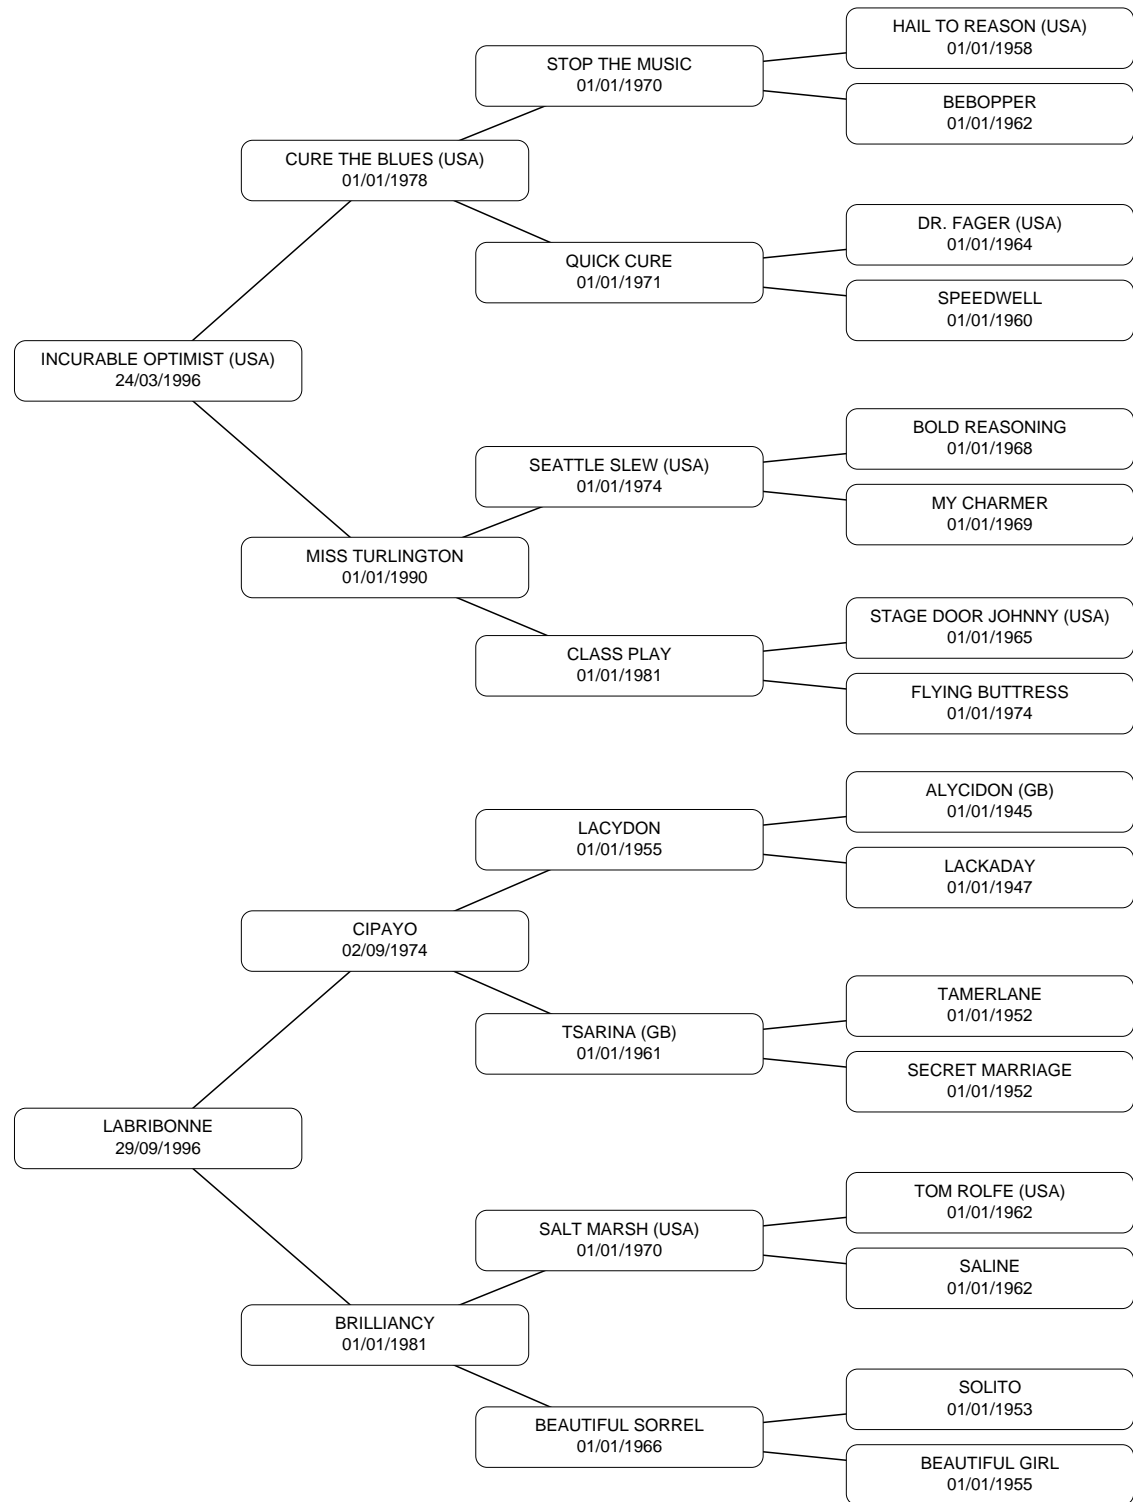 HAIL TO REASON (USA)
01/01/1958
STOP THE MUSIC
01/01/1970
BEBOPPER
01/01/1962
CURE THE BLUES (USA)
01/01/1978
DR. FAGER (USA)
01/01/1964
QUICK CURE
01/01/1971
SPEEDWELL
01/01/1960
INCURABLE OPTIMIST (USA)
24/03/1996
BOLD REASONING
01/01/1968
SEATTLE SLEW (USA)
01/01/1974
MY CHARMER
01/01/1969
MISS TURLINGTON
01/01/1990
STAGE DOOR JOHNNY (USA)
01/01/1965
CLASS PLAY
01/01/1981
FLYING BUTTRESS
01/01/1974
ALYCIDON (GB)
01/01/1945
LACYDON
01/01/1955
LACKADAY
01/01/1947
CIPAYO
02/09/1974
TAMERLANE
01/01/1952
TSARINA (GB)
01/01/1961
SECRET MARRIAGE
01/01/1952
LABRIBONNE
29/09/1996
TOM ROLFE (USA)
01/01/1962
SALT MARSH (USA)
01/01/1970
SALINE
01/01/1962
BRILLIANCY
01/01/1981
SOLITO
01/01/1953
BEAUTIFUL SORREL
01/01/1966
BEAUTIFUL GIRL
01/01/1955